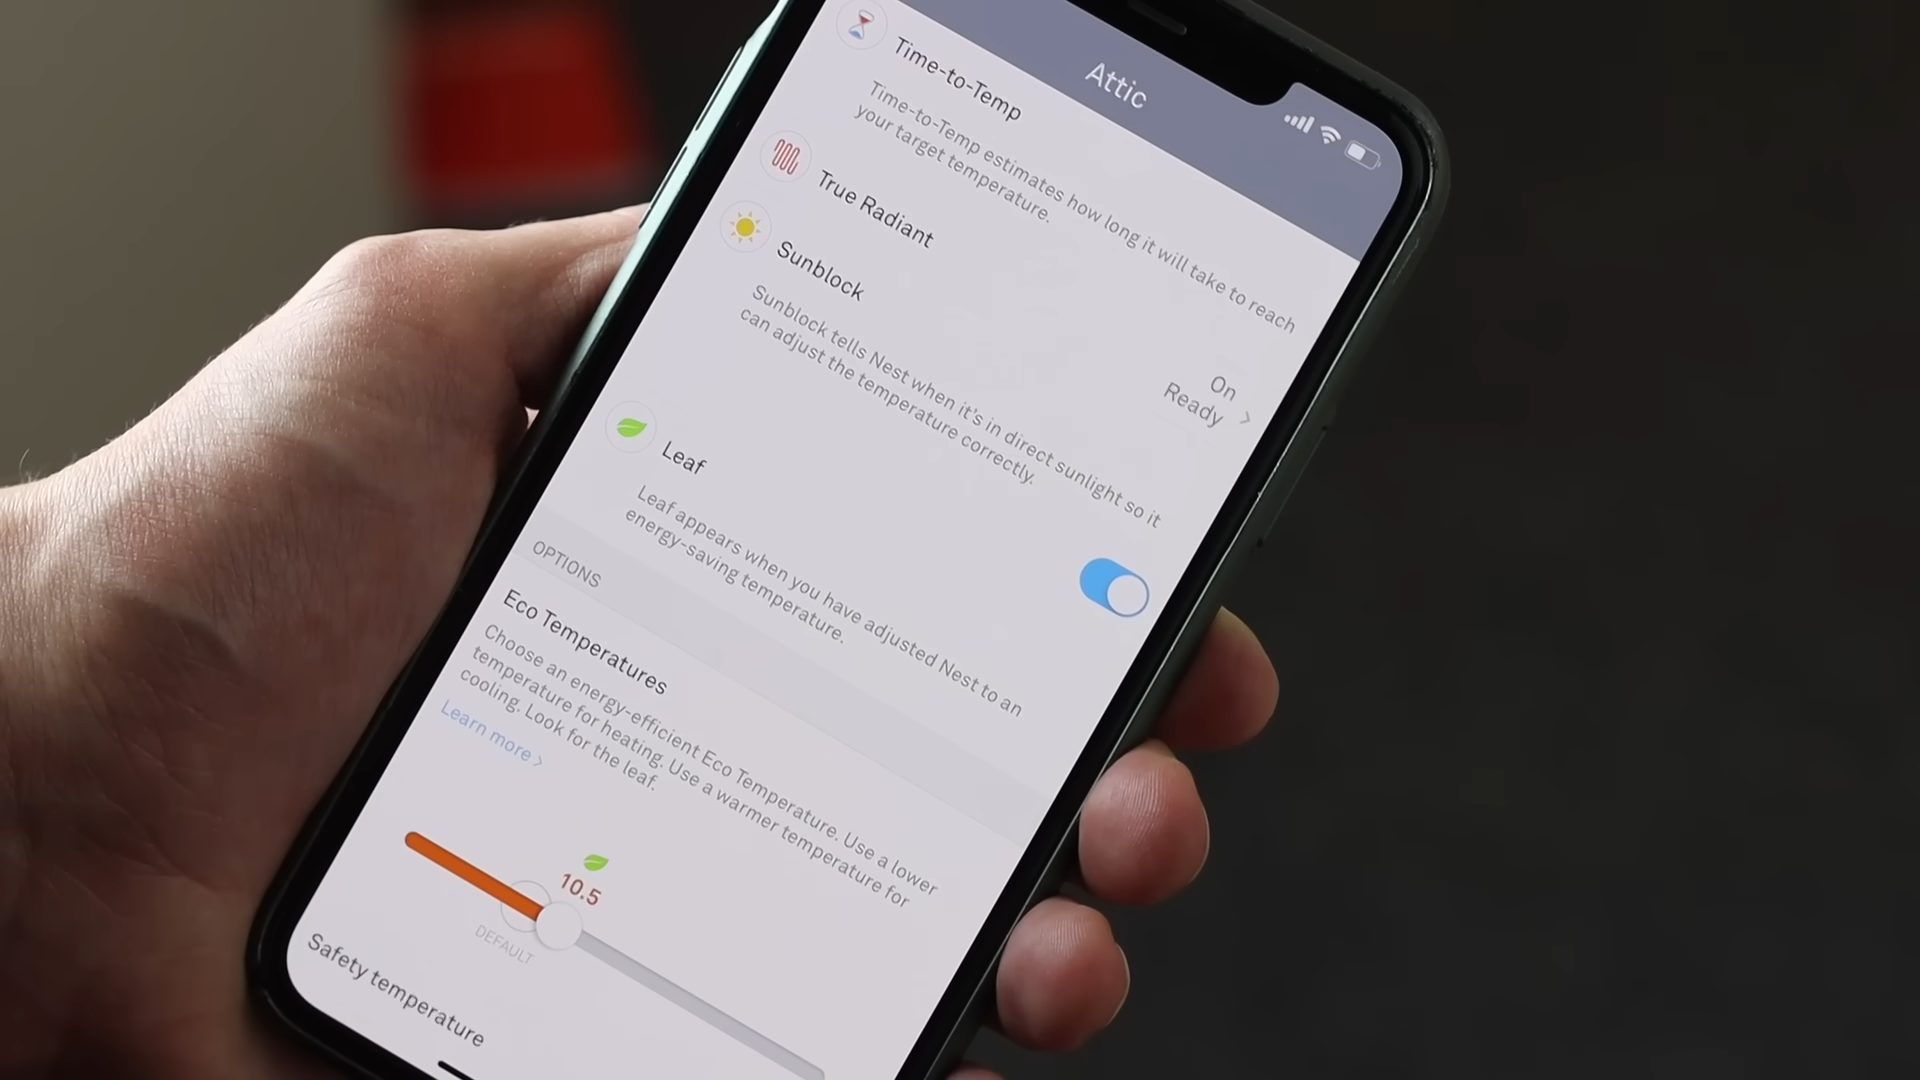 Attic
Time-to-Temp
Time-to-Temp estimates how long it will take to reach
your target temperature.
True Radiant
On
Sunblock
Ready
Sunblock tells Nest when it's in direct sunlight so it
can adjust the temperature correctly.
Leaf
Leaf appears when you have adjusted Nest to an
energy-saving temperature.
OPTIONS
Eco Temperatures
Choose an energy-efficient Eco Temperature. Use a lower
temperature for heating. Use a warmer temperature for
cooling. Look for the leaf.
Learn more >
10.5
DEFAULT
Safety temperature